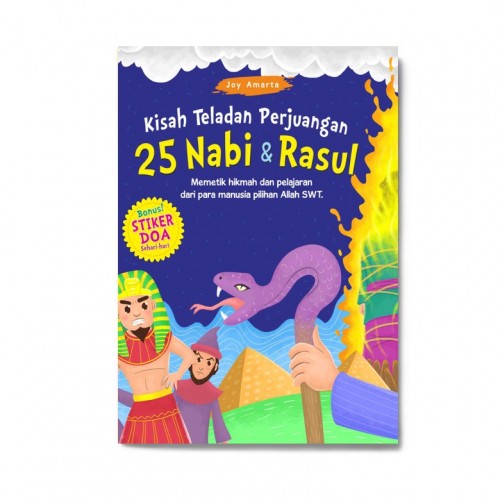 Joy Amarta
Kisah Teladan Perjuangan
25 Nabi & Rasul
Memetik hikmah dan pelajaran
dari para manusia pilihan Allah SWT.
Bonus!
STIKER
DOA
Sehari-hari